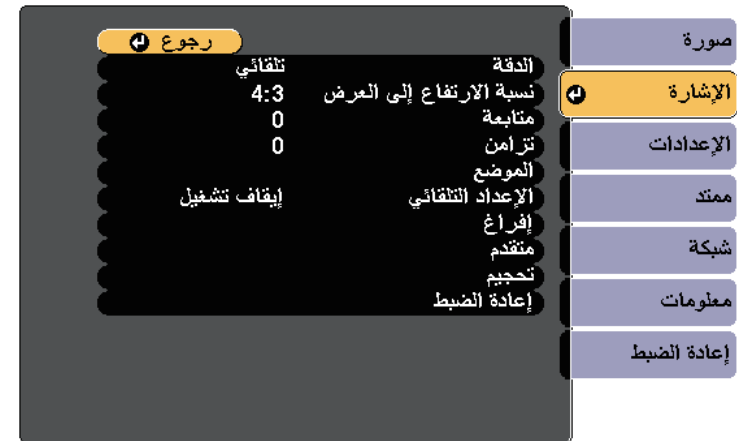 صورة
الإشارة
الإعدادات
ممتد
شبكة
معلومات
إعادة الضبط
رجوع
الدقة تلقائي
نسبة الارتفاع إلى العرض 4:3
متابعة 0
تزامن 0
الموضع
الإعداد التلقائي إيقاف تشغيل
إفراغ
متقدم
تحجيم
إعادة الضبط